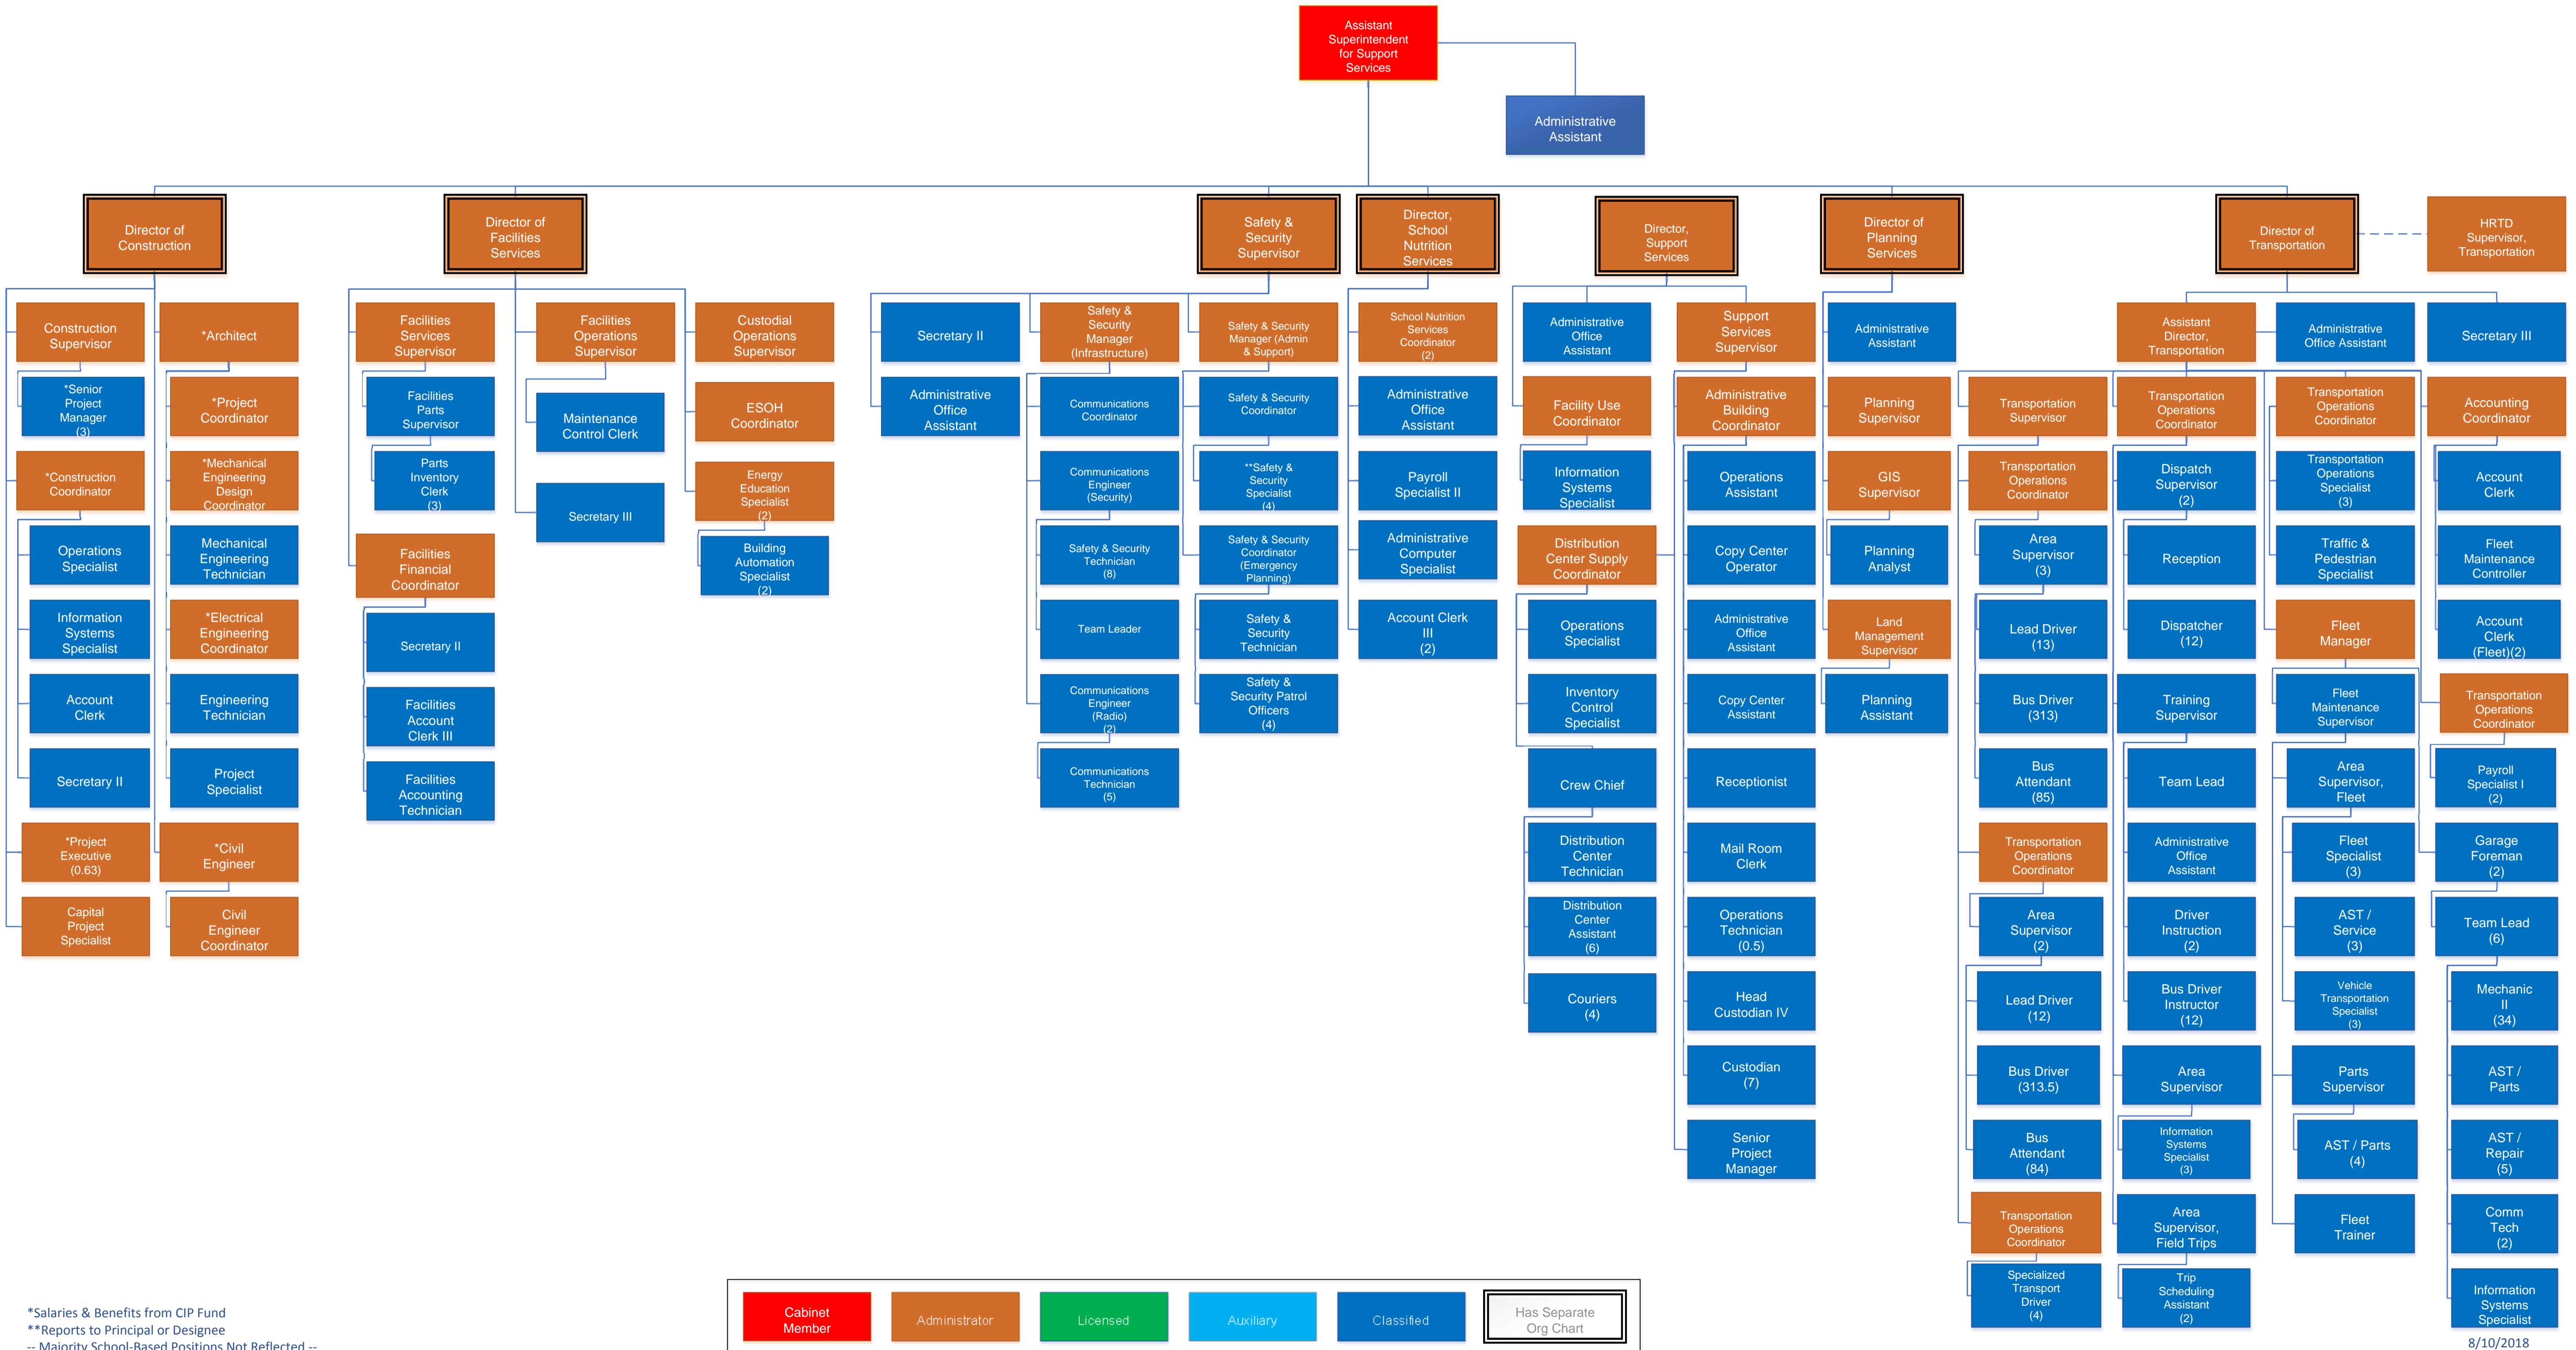 Assistant
Superintendent
for Support
Services
Administrative
Assistant
Director of
Construction
Director of
Facilities
Services
Safety &
Security
Supervisor
Director,
School
Nutrition
Services
Director,
Support
Services
Director of
Planning
Services
Director of
Transportation
HRTD
Supervisor,
Transportation
Construction
Supervisor
*Senior
Project
Manager
(3)
*Construction
Coordinator
Operations
Specialist
Information
Systems
Specialist
Account
Clerk
Secretary II
*Project
Executive
(0.63)
Capital
Project
Specialist
*Architect
*Project
Coordinator
*Mechanical
Engineering
Design
Coordinator
Mechanical
Engineering
Technician
*Electrical
Engineering
Coordinator
Engineering
Technician
Project
Specialist
*Civil
Engineer
Civil
Engineer
Coordinator
Facilities
Services
Supervisor
Facilities
Parts
Supervisor
Parts
Inventory
Clerk
(3)
Facilities
Financial
Coordinator
Secretary II
Facilities
Account
Clerk III
Facilities
Accounting
Technician
Facilities
Operations
Supervisor
Maintenance
Control Clerk
Secretary III
Custodial
Operations
Supervisor
ESOH
Coordinator
Energy
Education
Specialist
(2)
Building
Automation
Specialist
(2)
Secretary II
Administrative
Office
Assistant
Safety &
Security
Manager
(Infrastructure)
Communications
Coordinator
Communications
Engineer
(Security)
Safety & Security
Technician
(8)
Team Leader
Communications
Engineer
(Radio)
(2)
Communications
Technician
(5)
Safety & Security
Manager (Admin
& Support)
Safety & Security
Coordinator
**Safety &
Security
Specialist
(4)
Safety & Security
Coordinator
(Emergency
Planning)
Safety &
Security
Technician
Safety &
Security Patrol
Officers
(4)
School Nutrition
Services
Coordinator
(2)
Administrative
Office
Assistant
Payroll
Specialist II
Administrative
Computer
Specialist
Account Clerk
III
(2)
Administrative
Office
Assistant
Facility Use
Coordinator
Information
Systems
Specialist
Distribution
Center Supply
Coordinator
Operations
Specialist
Inventory
Control
Specialist
Crew Chief
Distribution
Center
Technician
Distribution
Center
Assistant
(6)
Couriers
(4)
Support
Services
Supervisor
Administrative
Building
Coordinator
Operations
Assistant
Copy Center
Operator
Administrative
Office
Assistant
Copy Center
Assistant
Receptionist
Mail Room
Clerk
Operations
Technician
(0.5)
Head
Custodian IV
Custodian
(7)
Senior
Project
Manager
Administrative
Assistant
Planning
Supervisor
GIS
Supervisor
Planning
Analyst
Land
Management
Supervisor
Planning
Assistant
Assistant
Director,
Transportation
Administrative
Office Assistant
Secretary III
Transportation
Supervisor
Transportation
Operations
Coordinator
Area
Supervisor
(3)
Lead Driver
(13)
Bus Driver
(313)
Bus
Attendant
(85)
Transportation
Operations
Coordinator
Area
Supervisor
(2)
Lead Driver
(12)
Bus Driver
(313.5)
Bus
Attendant
(84)
Transportation
Operations
Coordinator
Specialized
Transport
Driver
(4)
Transportation
Operations
Coordinator
Dispatch
Supervisor
(2)
Reception
Dispatcher
(12)
Training
Supervisor
Team Lead
Administrative
Office
Assistant
Driver
Instruction
(2)
Bus Driver
Instructor
(12)
Area
Supervisor
Information
Systems
Specialist
(3)
Area
Supervisor,
Field Trips
Trip
Scheduling
Assistant
(2)
Transportation
Operations
Coordinator
Transportation
Operations
Specialist
(3)
Traffic &
Pedestrian
Specialist
Fleet
Manager
Fleet
Maintenance
Supervisor
Area
Supervisor,
Fleet
Fleet
Specialist
(3)
AST /
Service
(3)
Vehicle
Transportation
Specialist
(3)
Parts
Supervisor
AST / Parts
(4)
Fleet
Trainer
Accounting
Coordinator
Account
Clerk
Fleet
Maintenance
Controller
Account
Clerk
(Fleet)(2)
Transportation
Operations
Coordinator
Payroll
Specialist I
(2)
Garage
Foreman
(2)
Team Lead
(6)
Mechanic
II
(34)
AST /
Parts
AST /
Repair
(5)
Comm
Tech
(2)
Information
Systems
Specialist
*Salaries & Benefits from CIP Fund
**Reports to Principal or Designee
-- Majority School-Based Positions Not Reflected --
Cabinet
Member
Administrator
Licensed
Auxiliary
Classified
Has Separate
Org Chart
8/10/2018